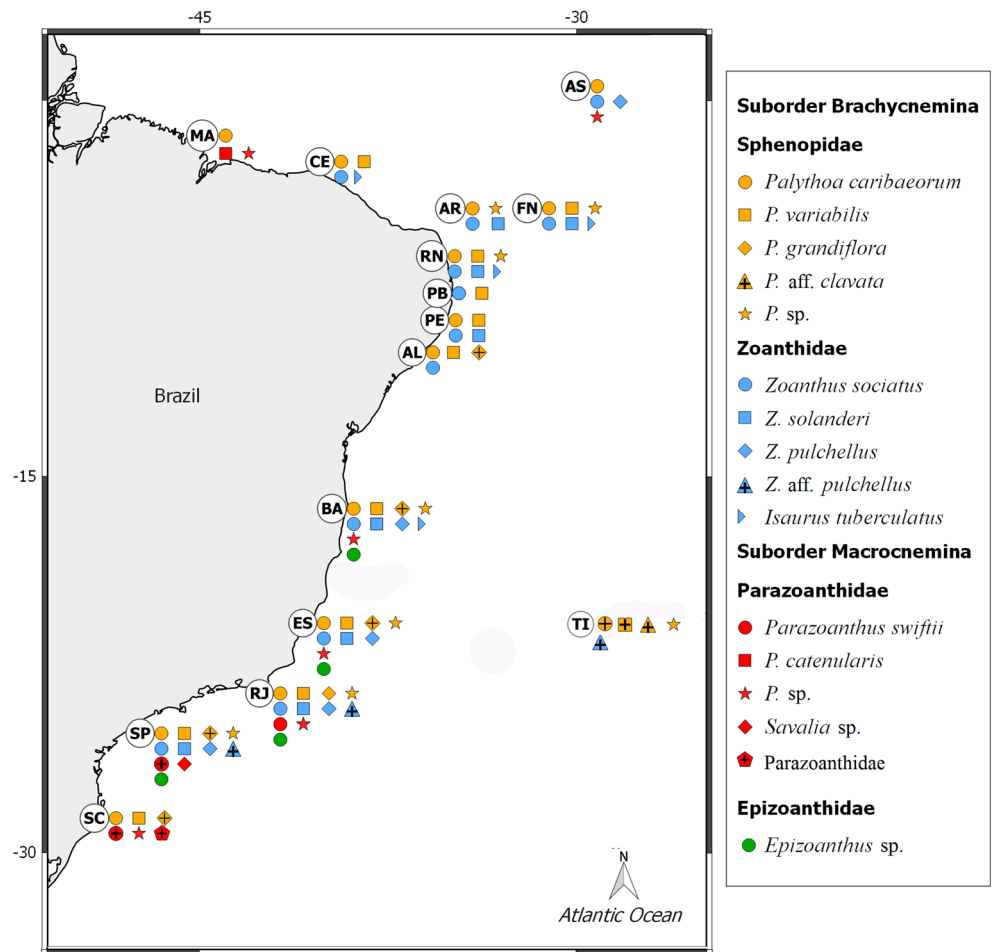 -45
-30
AS
MA
CE
AR
FN
RN
PB
PE
AL
Brazil
-15
BA
ES
TI
RJ
SP
SC
-30
N
Atlantic Ocean
Suborder Brachycnemina
Sphenopidae
Palythoa caribaeorum
P. variabilis
P. grandiflora
P. aff. clavata
P. sp.
Zoanthidae
Zoanthus sociatus
Z. solanderi
Z. pulchellus
Z. aff. pulchellus
Isaurus tuberculatus
Suborder Macrocnemina
Parazoanthidae
Parazoanthus swiftii
P. catenularis
P. sp.
Savalia sp.
Parazoanthidae
Epizoanthidae
Epizoanthus sp.